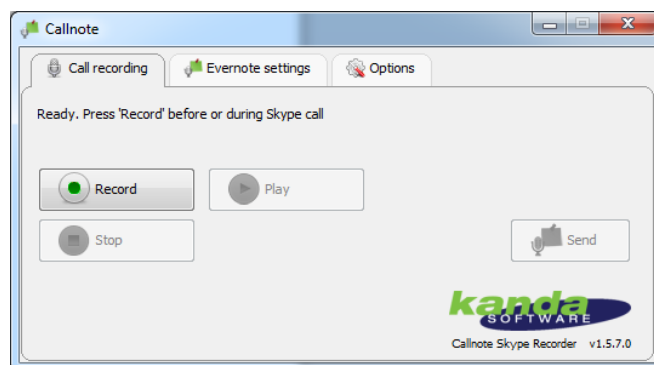 Callnote
Call recording
Evernote settings
Options
Ready. Press 'Record' before or during Skype call
Record
Play
Stop
Send
kanda
SOFTWARE
Callnote Skype Recorder v1.5.7.0